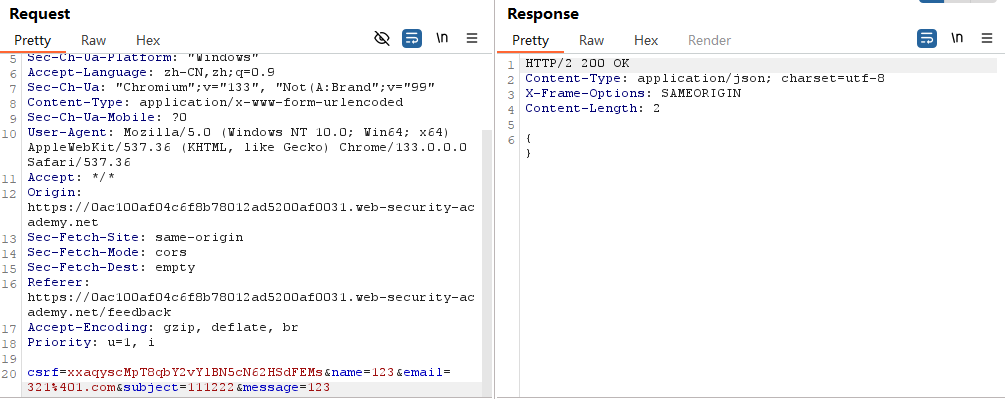 Request
Pretty Raw Hex \n
5 Sec-Ch-Ua-Platform: "Windows"
6 Accept-Language: zh-CN,zh;q=0.9
7 Sec-Ch-Ua: "Chromium";v="133", "Not(A:Brand";v="99"
8 Content-Type: application/x-www-form-urlencoded
9 Sec-Ch-Ua-Mobile: ?0
10 User-Agent: Mozilla/5.0 (Windows NT 10.0; Win64; x64)
AppleWebKit/537.36 (KHTML, like Gecko) Chrome/133.0.0.0
Safari/537.36
11 Accept: */*
12 Origin:
https://0ac100af04c6f8b78012ad5200af0031.web-security-ac
ademy.net
13 Sec-Fetch-Site: same-origin
14 Sec-Fetch-Mode: cors
15 Sec-Fetch-Dest: empty
16 Referer:
https://0ac100af04c6f8b78012ad5200af0031.web-security-ac
ademy.net/feedback
17 Accept-Encoding: gzip, deflate, br
18 Priority: u=1, i
19
20 csrf=xxaqyscMpT8qbY2vYlBN5cN62HSdFEMs&name=123&email=
321%401.com&subject=111222&message=123
Response
Pretty Raw Hex Render \n
1 HTTP/2 200 OK
2 Content-Type: application/json; charset=utf-8
3 X-Frame-Options: SAMEORIGIN
4 Content-Length: 2
5
6 {
}